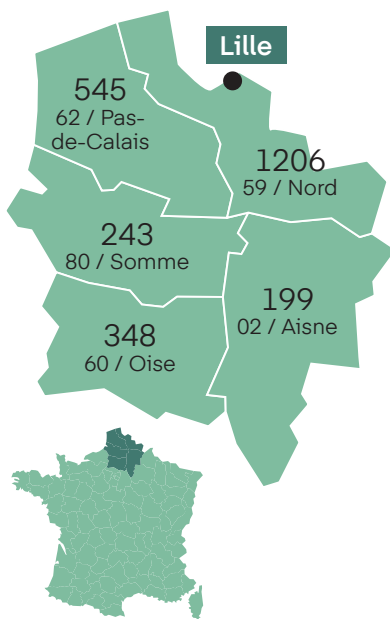 Lille
545
62 / Pas-
de-Calais
1206
59 / Nord
243
80 / Somme
199
02 / Aisne
348
60 / Oise